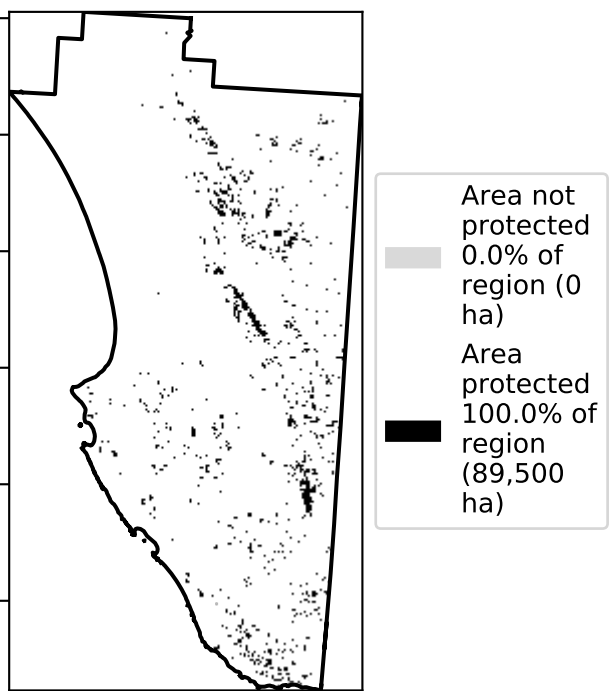 Area not
protected
0.0% of
region (0
ha)
Area
protected
100.0% of
region
(89,500
ha)